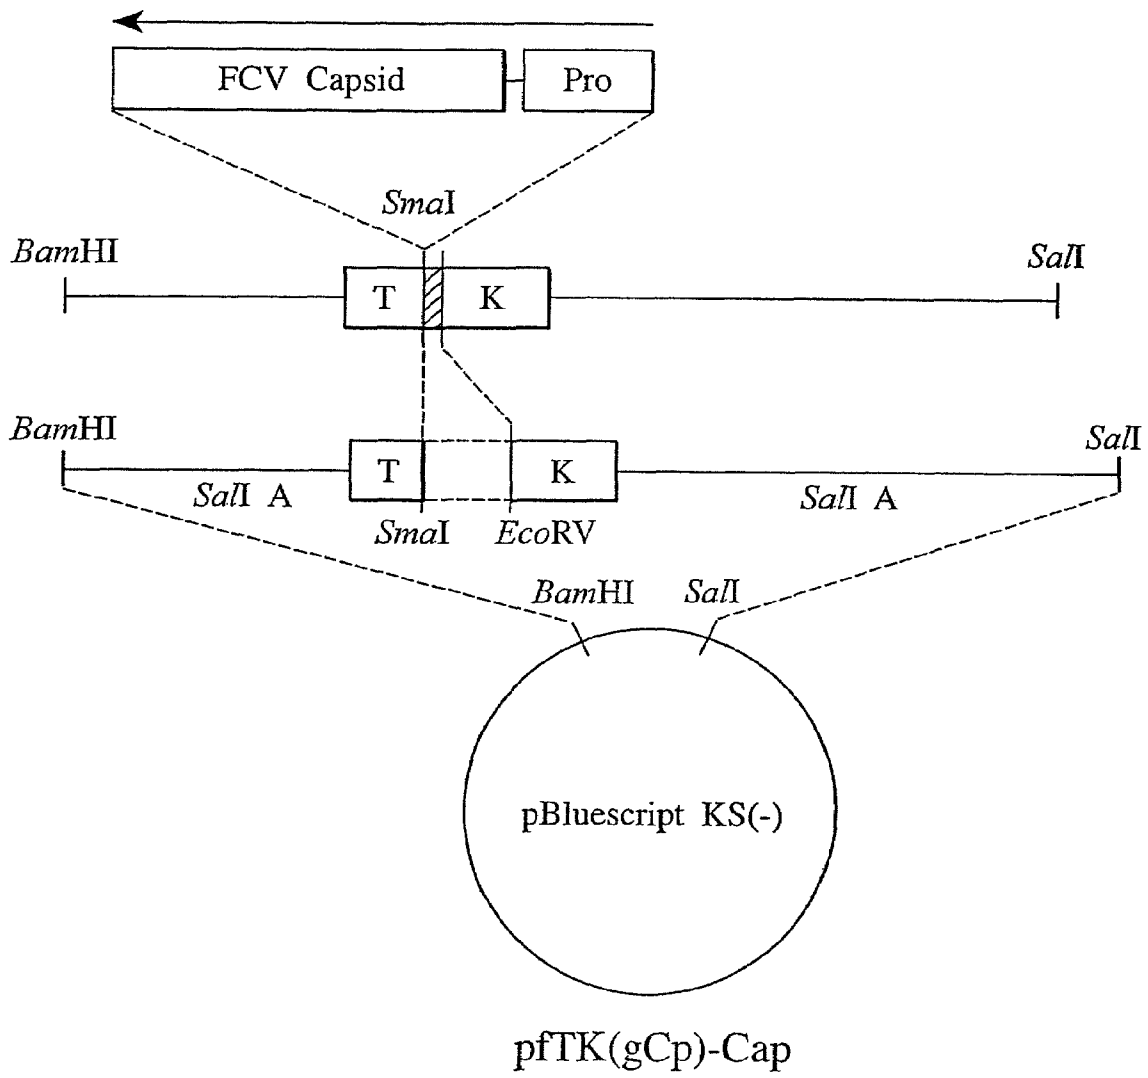 FCV Capsid Pro
SmaI
BamHI SalI
T K
BamHI SalI
T K
SalI A SalI A
SmaI EcoRV
BamHI SalI
pBluescript KS(-)
pfTK(gCp)-Cap